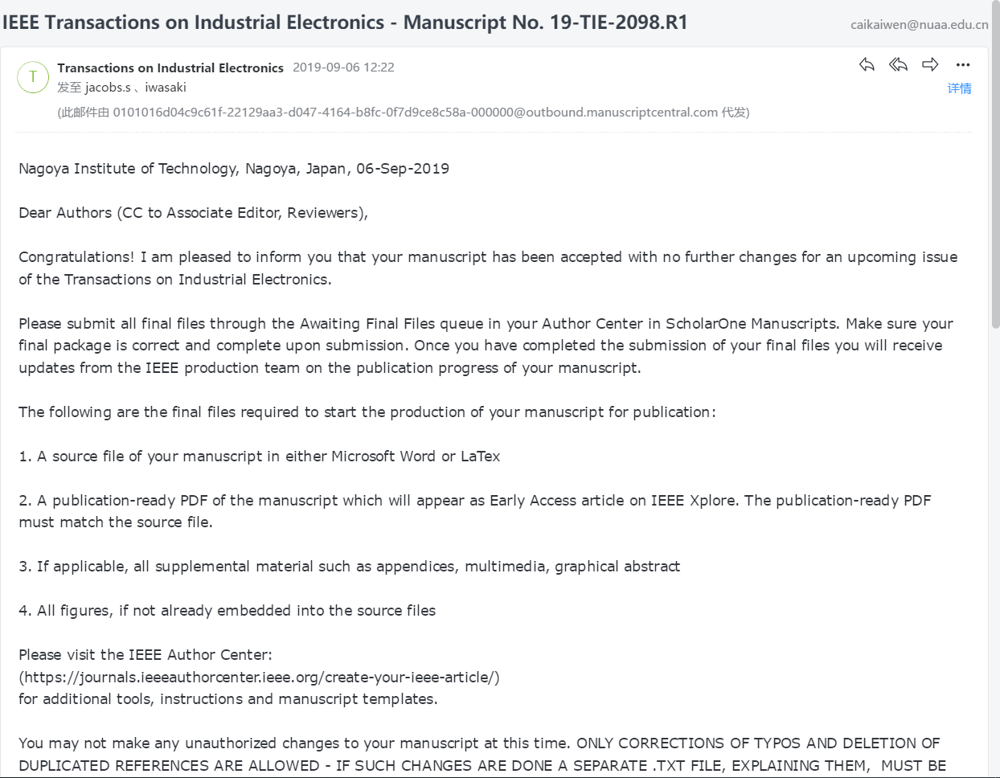 IEEE Transactions on Industrial Electronics - Manuscript No. 19-TIE-2098.R1
caikaiwen@nuaa.edu.cn
T
Transactions on Industrial Electronics 2019-09-06 12:22
发至 jacobs.s 、iwasaki
详情
(此邮件由 0101016d04c9c61f-22129aa3-d047-4164-b8fc-0f7d9ce8c58a-000000@outbound.manuscriptcentral.com 代发)
Nagoya Institute of Technology, Nagoya, Japan, 06-Sep-2019
Dear Authors (CC to Associate Editor, Reviewers),
Congratulations! I am pleased to inform you that your manuscript has been accepted with no further changes for an upcoming issue
of the Transactions on Industrial Electronics.
Please submit all final files through the Awaiting Final Files queue in your Author Center in ScholarOne Manuscripts. Make sure your
final package is correct and complete upon submission. Once you have completed the submission of your final files you will receive
updates from the IEEE production team on the publication progress of your manuscript.
The following are the final files required to start the production of your manuscript for publication:
1. A source file of your manuscript in either Microsoft Word or LaTex
2. A publication-ready PDF of the manuscript which will appear as Early Access article on IEEE Xplore. The publication-ready PDF
must match the source file.
3. If applicable, all supplemental material such as appendices, multimedia, graphical abstract
4. All figures, if not already embedded into the source files
Please visit the IEEE Author Center:
(https://journals.ieeeauthorcenter.ieee.org/create-your-ieee-article/)
for additional tools, instructions and manuscript templates.
You may not make any unauthorized changes to your manuscript at this time. ONLY CORRECTIONS OF TYPOS AND DELETION OF
DUPLICATED REFERENCES ARE ALLOWED - IF SUCH CHANGES ARE DONE A SEPARATE .TXT FILE, EXPLAINING THEM, MUST BE